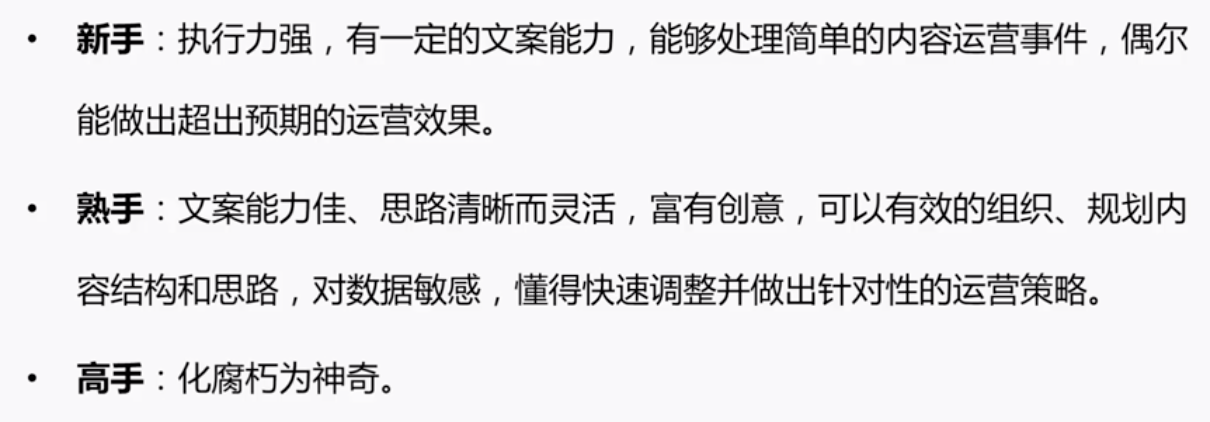 • 新手：执行力强，有一定的文案能力，能够处理简单的内容运营事件，偶尔
能做出超出预期的运营效果。
• 熟手：文案能力佳、思路清晰而灵活，富有创意，可以有效的组织、规划内
容结构和思路，对数据敏感，懂得快速调整并做出针对性的运营策略。
• 高手：化腐朽为神奇。